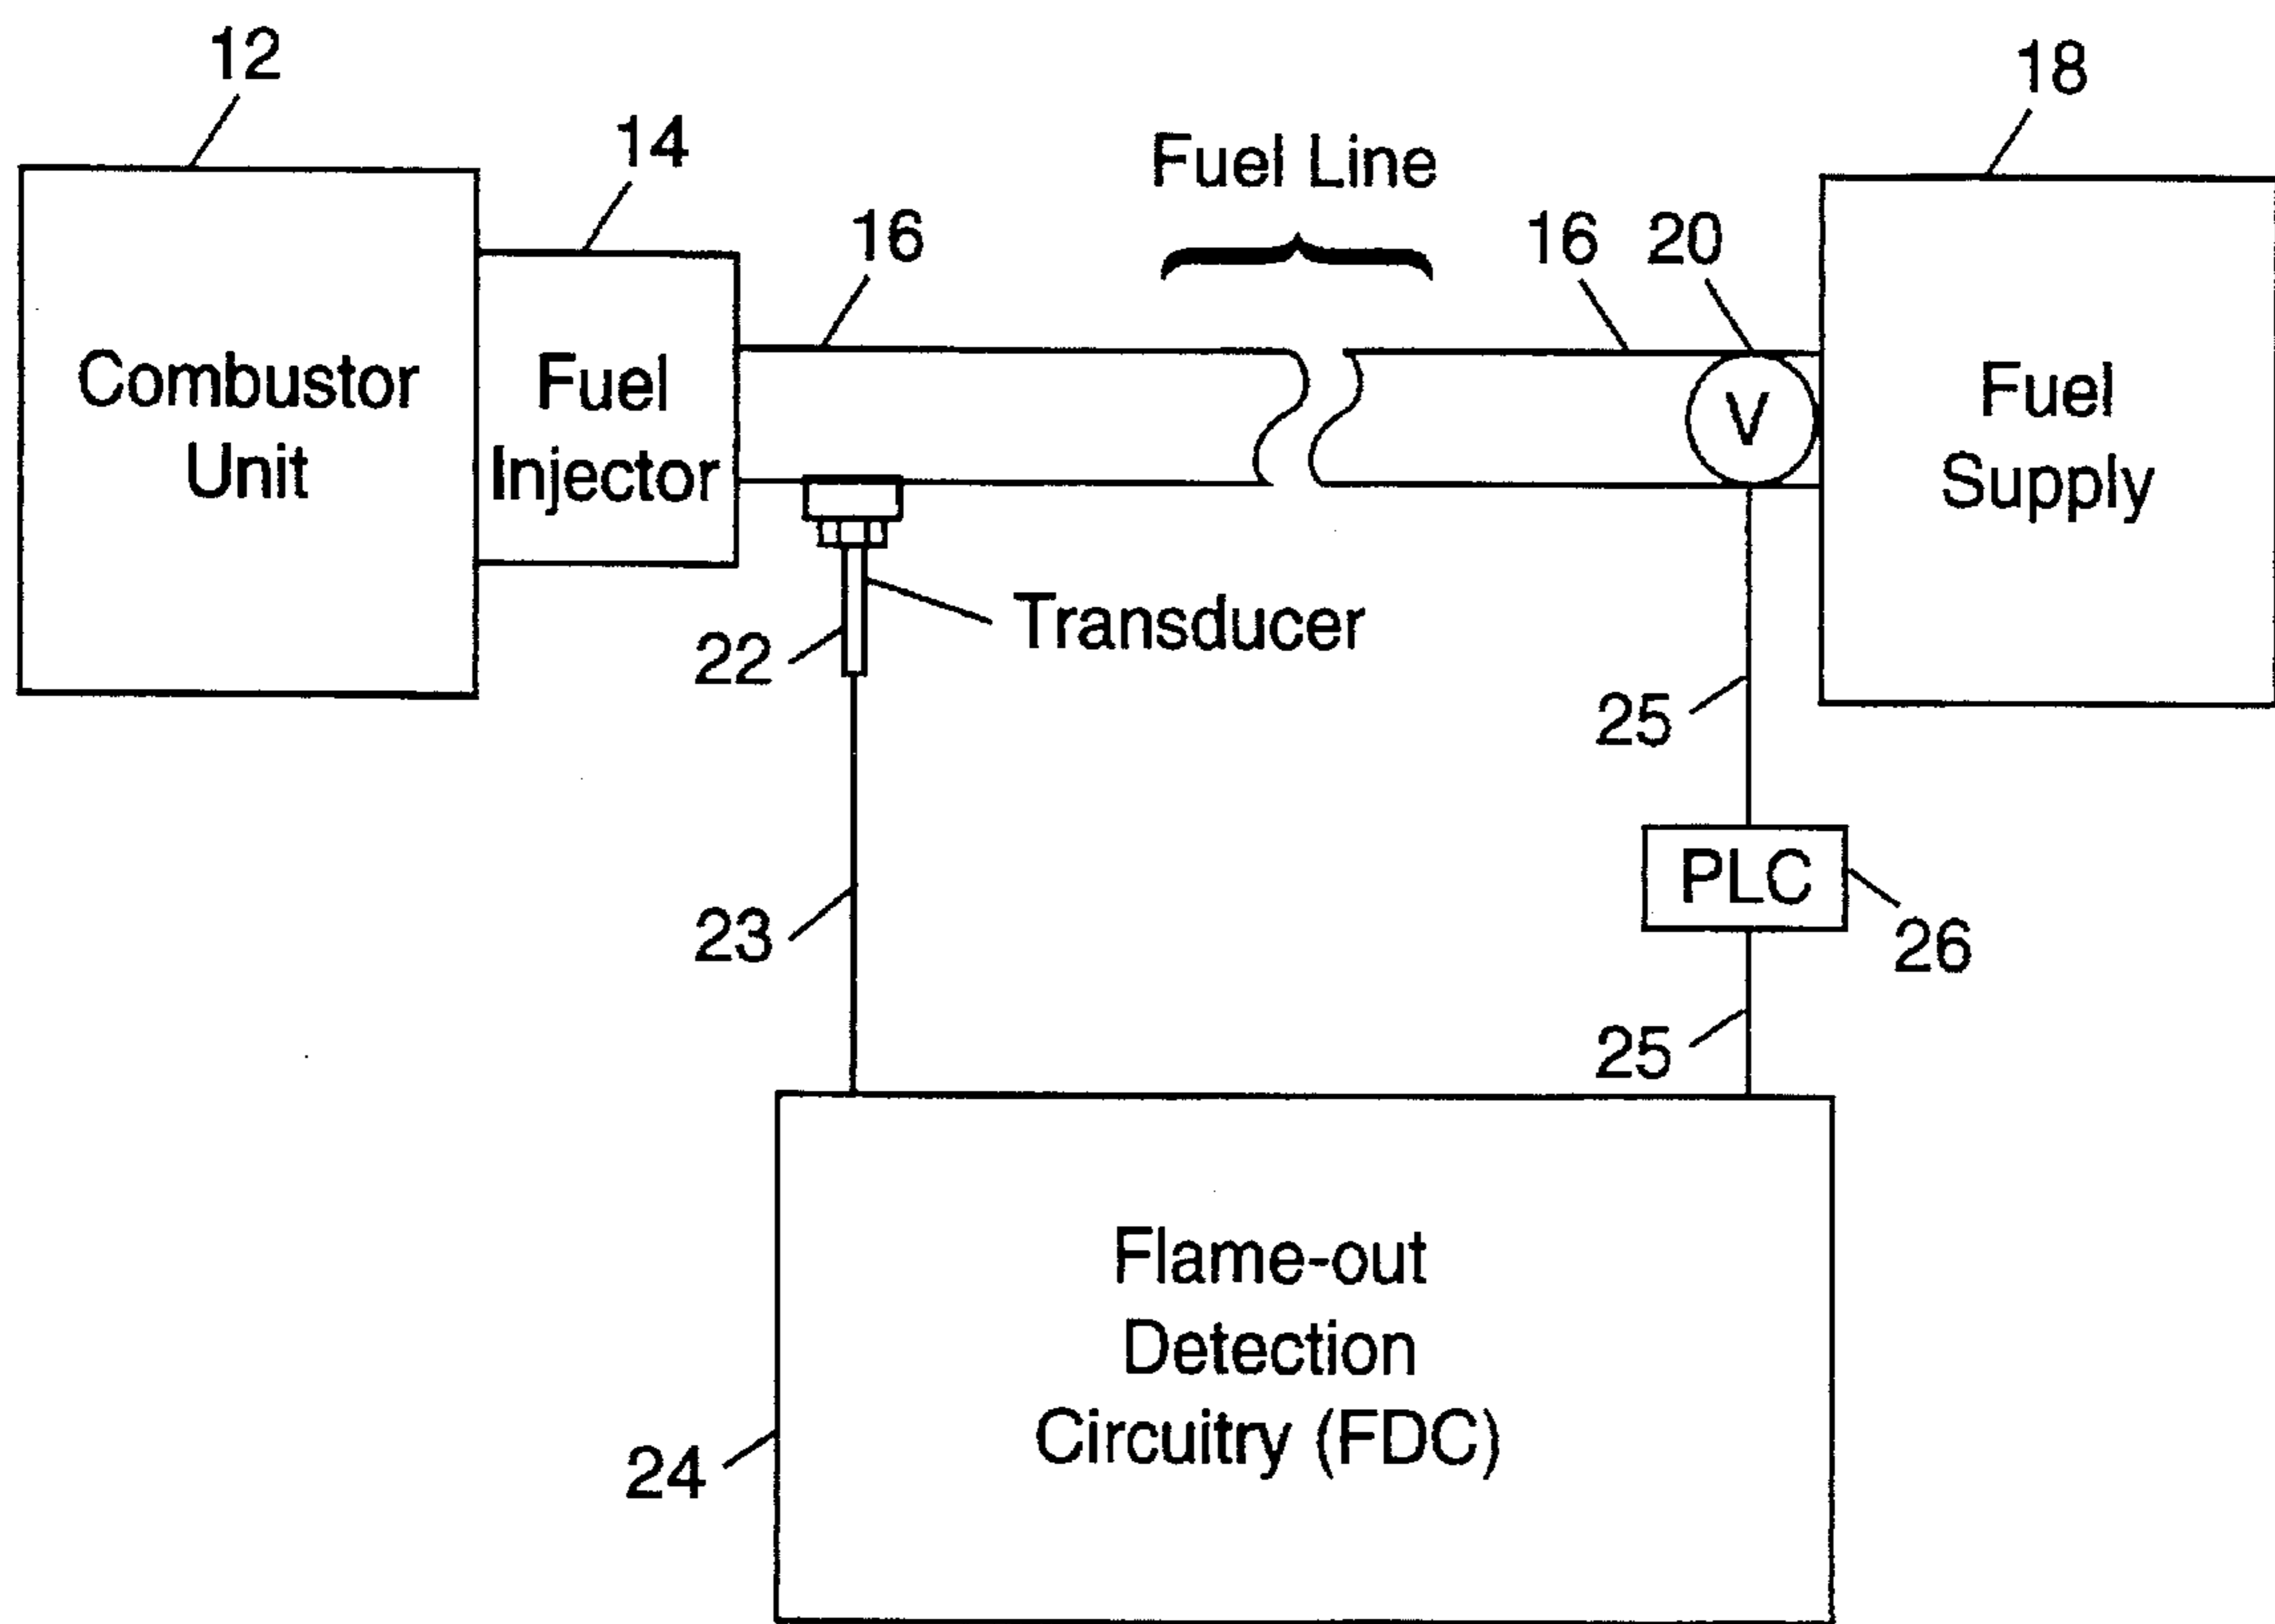 12
18
14
Fuel Line
16
16
20
Combustor
Unit
Fuel
Injector
V
Fuel
Supply
Transducer
22
25
PLC
23
26
25
Flame-out
Detection
Circuitry (FDC)
24